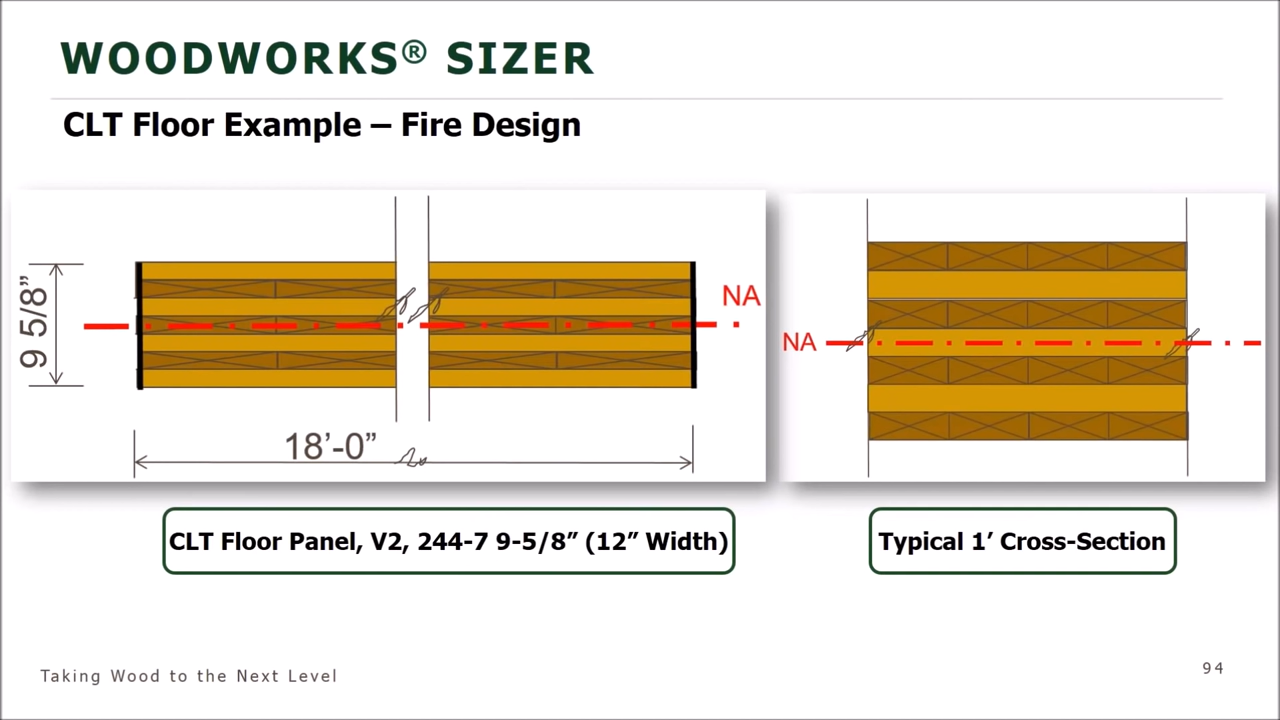 WOODWORKS® SIZER
CLT Floor Example – Fire Design
9 5/8”
NA
18’-0”
NA
CLT Floor Panel, V2, 244-7 9-5/8” (12” Width)
Typical 1’ Cross-Section
Taking Wood to the Next Level
94